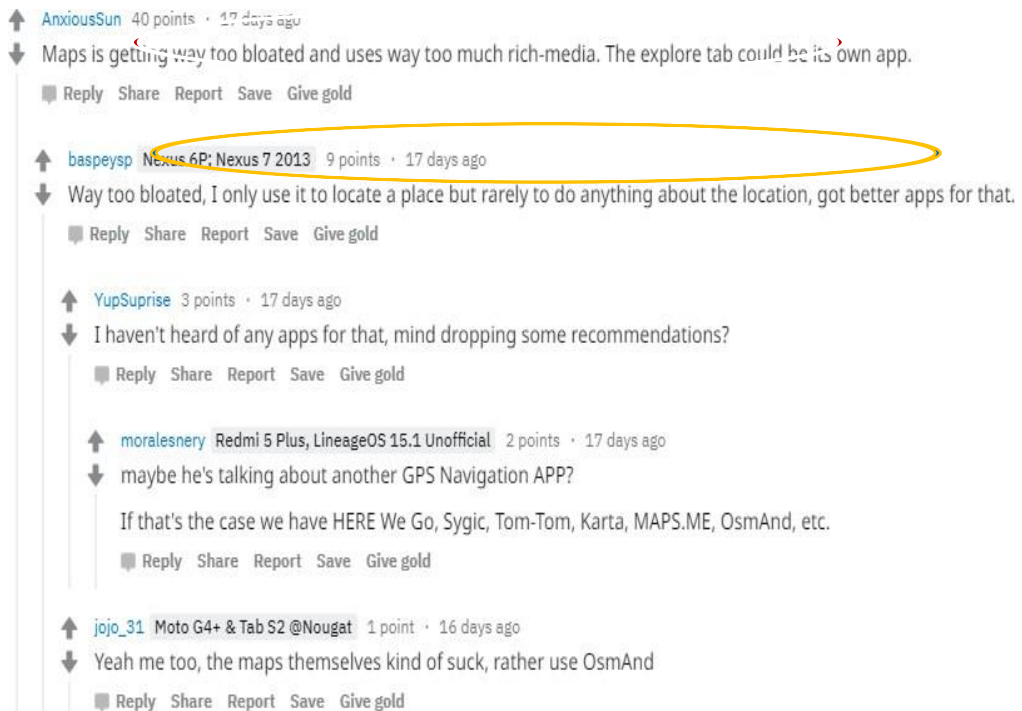 AnxiousSun 40 points · 17 days ago
Maps is getting way too bloated and uses way too much rich-media. The explore tab could be its own app.
Reply Share Report Save Give gold
baspeysp Nexus 6P; Nexus 7 2013 9 points · 17 days ago
Way too bloated, I only use it to locate a place but rarely to do anything about the location, got better apps for that.
Reply Share Report Save Give gold
YupSuprise 3 points · 17 days ago
I haven't heard of any apps for that, mind dropping some recommendations?
Reply Share Report Save Give gold
moralesnery Redmi 5 Plus, LineageOS 15.1 Unofficial 2 points · 17 days ago
maybe he's talking about another GPS Navigation APP?
If that's the case we have HERE We Go, Sygic, Tom-Tom, Karta, MAPS.ME, OsmAnd, etc.
Reply Share Report Save Give gold
jojo_31 Moto G4+ & Tab S2 @Nougat 1 point · 16 days ago
Yeah me too, the maps themselves kind of suck, rather use OsmAnd
Reply Share Report Save Give gold